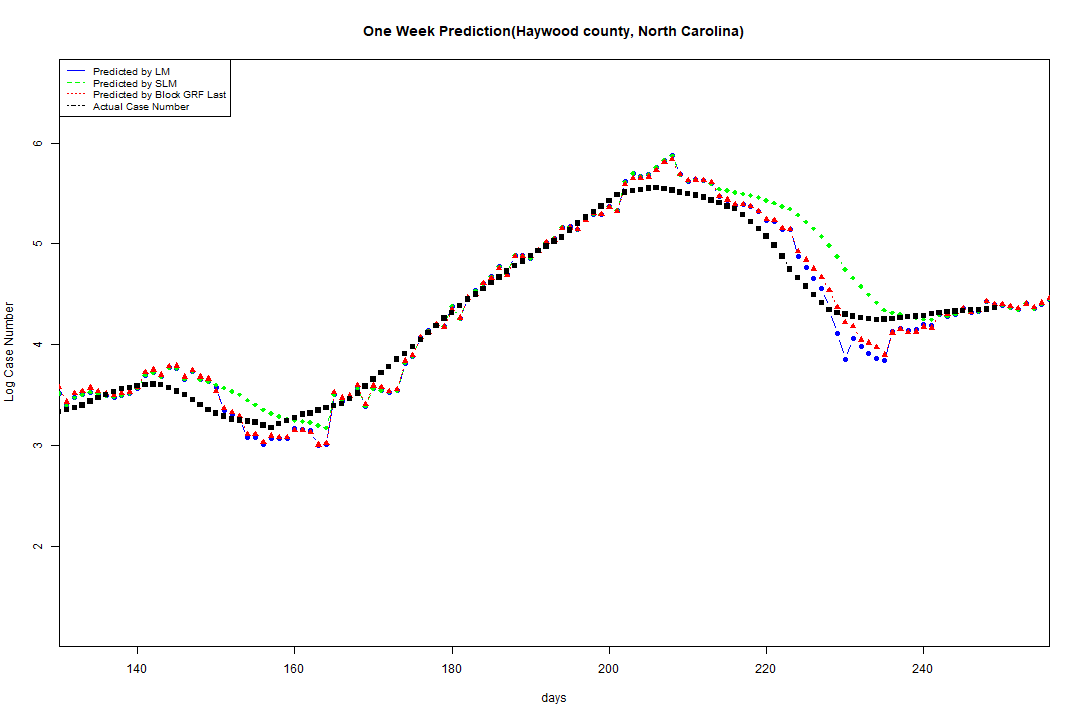 One Week Prediction(Haywood county, North Carolina)
Predicted by LM
Predicted by SLM
Predicted by Block GRF Last
Actual Case Number
6
5
4
3
2
Log Case Number
140 160 180 200 220 240
days